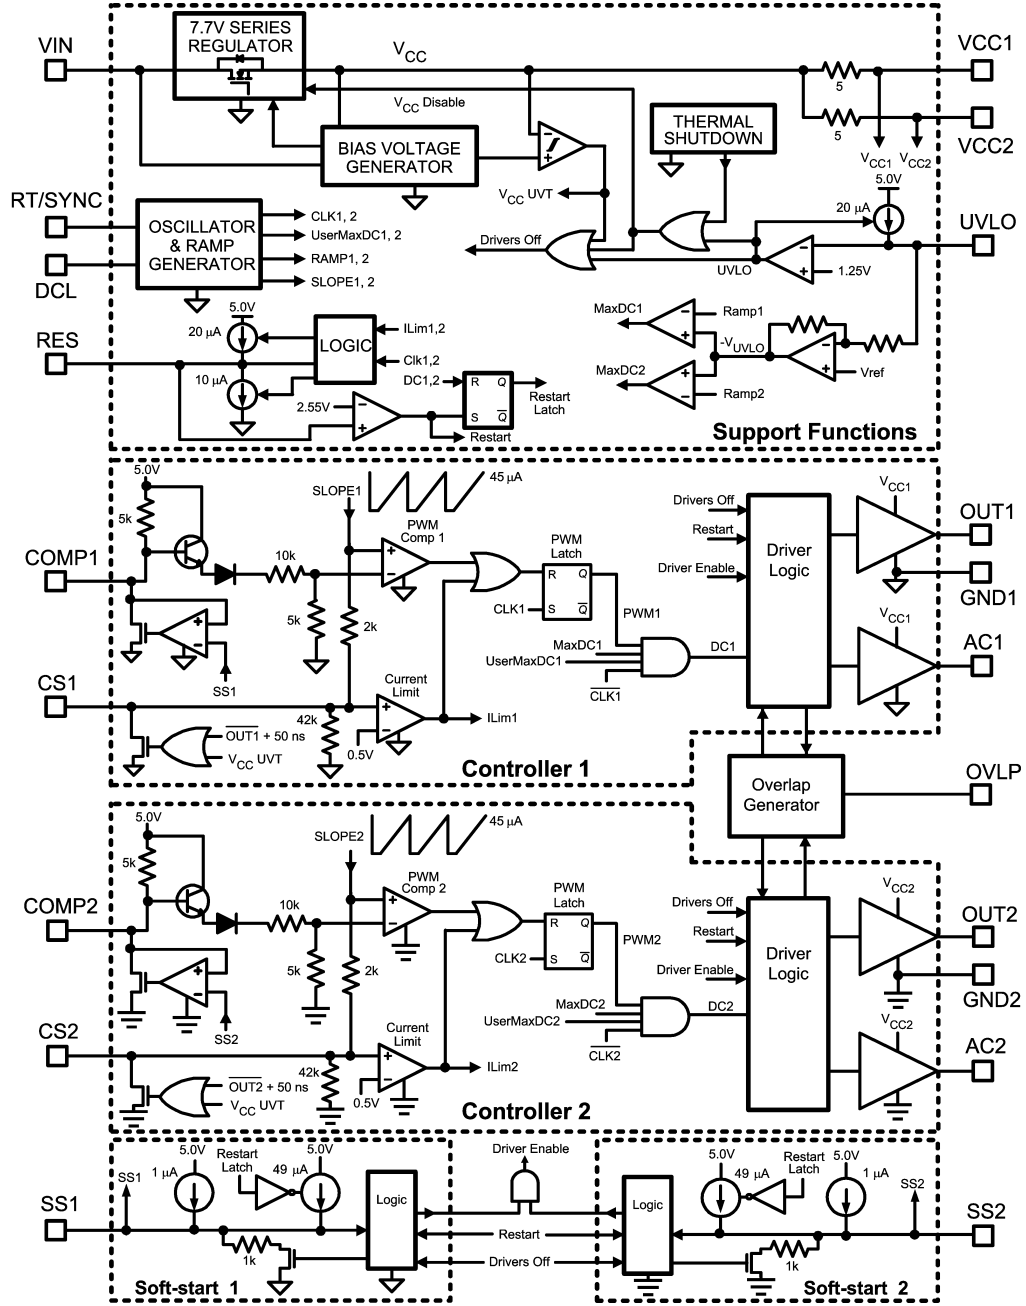 7.7V SERIES
REGULATOR
VIN
VCC
VCC1
5
VCC Disable
THERMAL
SHUTDOWN
5
VCC2
BIAS VOLTAGE
GENERATOR
VCC1
VCC2
5.0V
VCC UVT
20 µA
RT/SYNC
OSCILLATOR
& RAMP
GENERATOR
CLK1, 2
UserMaxDC1, 2
RAMP1, 2
SLOPE1, 2
Drivers Off
UVLO
DCL
UVLO
1.25V
5.0V
20 µA
LOGIC
ILim1,2
Clk1,2
RES
MaxDC1
Ramp1
-VUVLO
MaxDC2
Ramp2
Vref
10 µA
DC1,2
R
Q
S
Q
Restart
Latch
2.55V
Restart
Support Functions
5.0V
5k
SLOPE1
45 µA
PWM
Comp 1
PWM
Latch
COMP1
10k
5k
2k
R
Q
S
Q
CLK1
PWM1
MaxDC1
UserMaxDC1
CLK1
DC1
Drivers Off
Restart
Driver Enable
Driver
Logic
VCC1
OUT1
GND1
VCC1
AC1
SS1
CS1
Current
Limit
42k
0.5V
ILim1
OUT1 + 50 ns
VCC UVT
Controller 1
Overlap
Generator
OVLP
5.0V
5k
SLOPE2
45 µA
PWM
Comp 2
PWM
Latch
COMP2
10k
5k
2k
R
Q
S
Q
CLK2
PWM2
MaxDC2
UserMaxDC2
CLK2
DC2
Drivers Off
Restart
Driver Enable
Driver
Logic
VCC2
OUT2
GND2
VCC2
AC2
SS2
CS2
Current
Limit
42k
0.5V
ILim2
OUT2 + 50 ns
VCC UVT
Controller 2
5.0V
1 µA
SS1
Restart
Latch
49 µA
5.0V
Logic
SS1
1k
Soft-start 1
Driver Enable
Restart
Drivers Off
5.0V
49 µA
Restart
Latch
5.0V
1 µA
SS2
Logic
SS2
1k
Soft-start 2